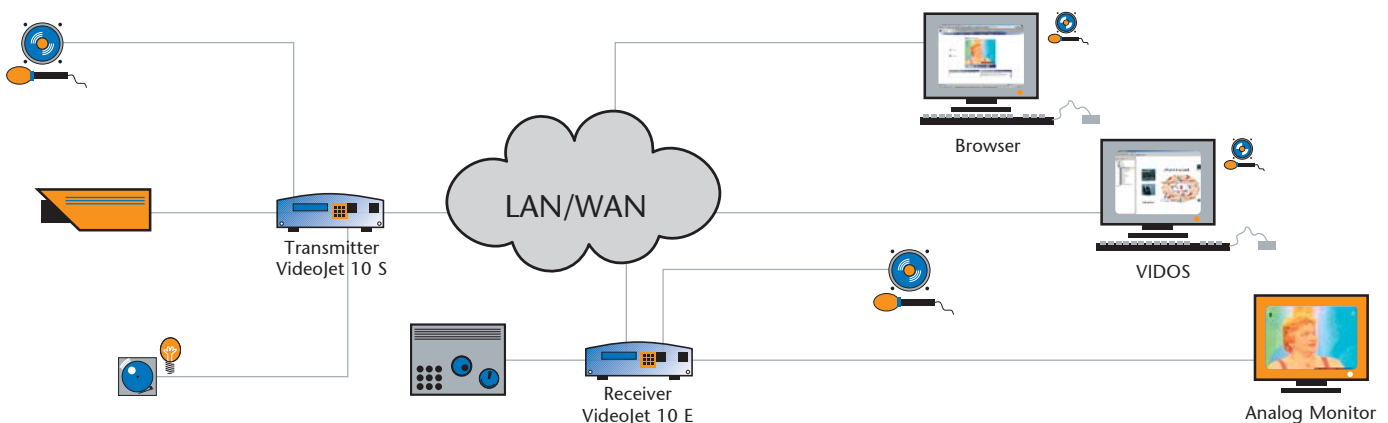 Browser
LAN/WAN
Transmitter
VideoJet 10 S
VIDOS
Receiver
VideoJet 10 E
Analog Monitor